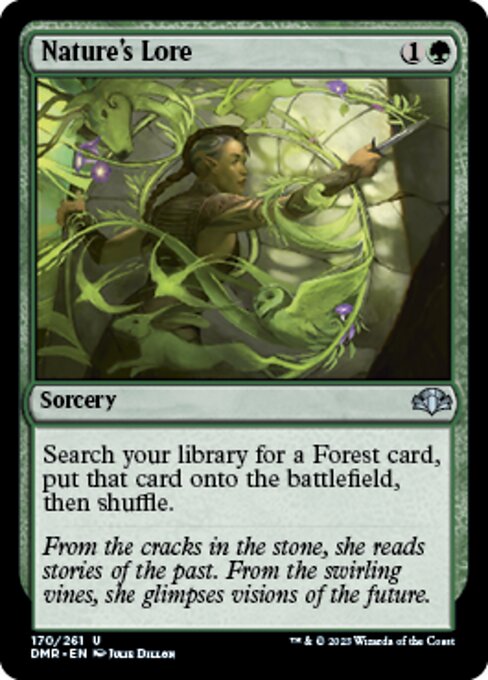 Nature's Lore 1
Sorcery
Search your library for a Forest card,
put that card onto the battlefield,
then shuffle.
From the cracks in the stone, she reads
stories of the past. From the swirling
vines, she glimpses visions of the future.
170/261 U
™ & © 2023 Wizards of the Coast
DMR • EN Julie Dillon